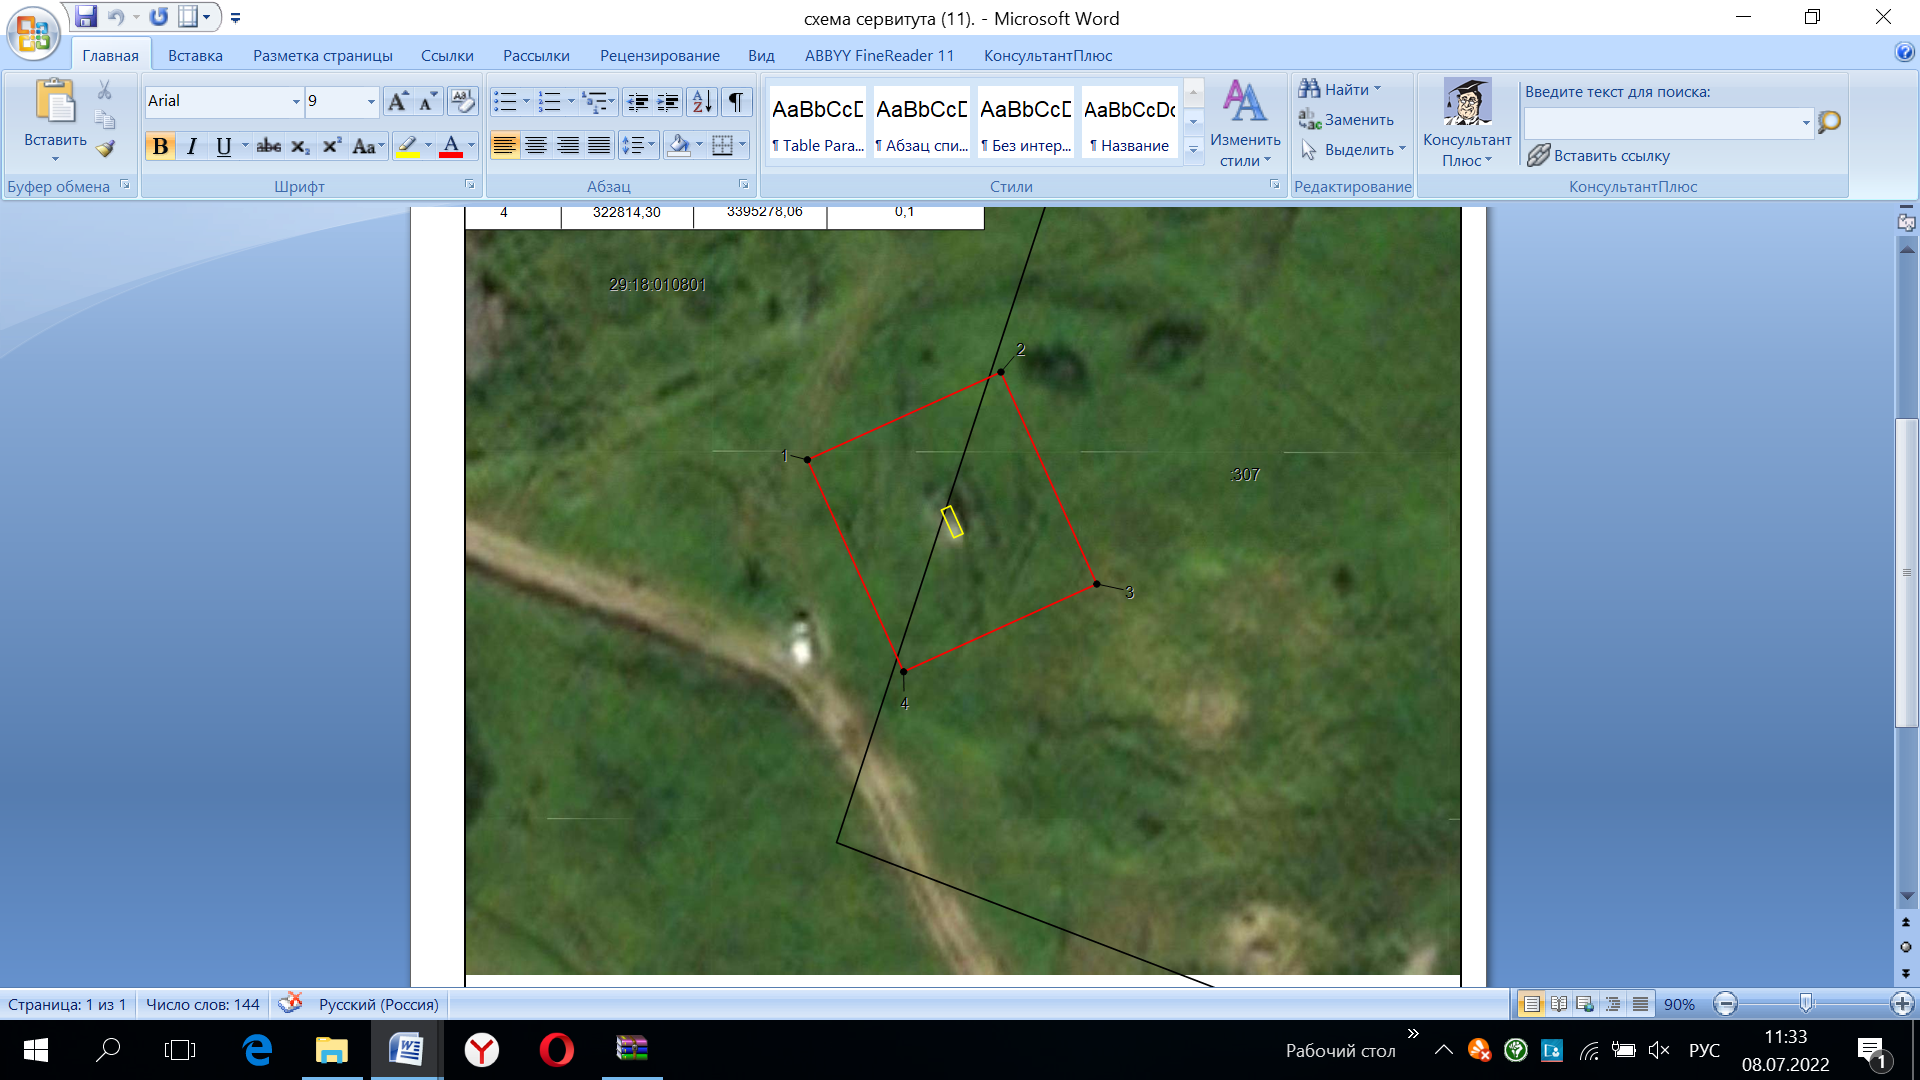 схема сервитута (11). - Microsoft Word
Главная Вставка Разметка страницы Ссылки Рассылки Рецензирование Вид ABBYY FineReader 11 КонсультантПлюс
Вставить
Буфер обмена
Arial 9
Шрифт
Абзац
AaBbCcD AaBbCcD AaBbCcD AaBbCcDc
¶ Table Para... ¶ Абзац спи... ¶ Без интер... ¶ Название
Изменить стили
Стили
Найти
Заменить
Выделить
Редактирование
Консультант Плюс
Введите текст для поиска:
Вставить ссылку
КонсультантПлюс
4 322814,30 3395278,06 0,1
29:18:010801
2
1
:307
3
4
Страница: 1 из 1 Число слов: 144 Русский (Россия) 90%
Рабочий стол РУС
11:33
08.07.2022
1